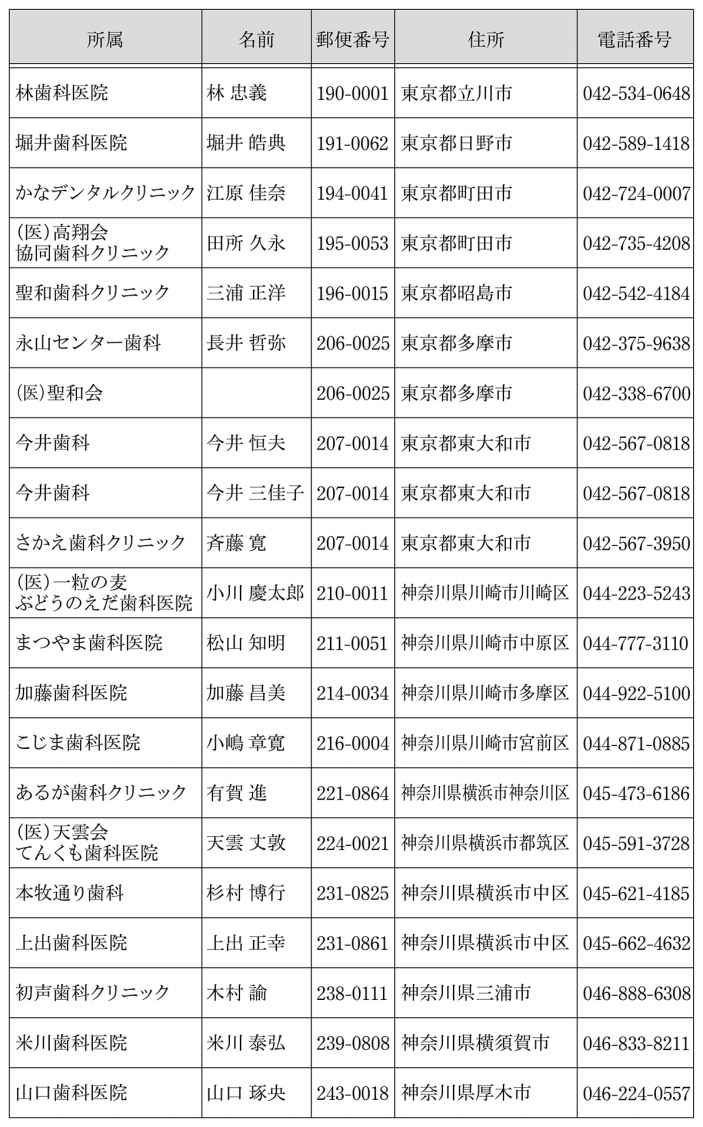 所属 名前 郵便番号 住所 電話番号
林歯科医院 林 忠義 190-0001 東京都立川市 042-534-0648
堀井歯科医院 堀井 皓典 191-0062 東京都日野市 042-589-1418
かなデンタルクリニック 江原 佳奈 194-0041 東京都町田市 042-724-0007
(医)高翔会
協同歯科クリニック 田所 久永 195-0053 東京都町田市 042-735-4208
聖和歯科クリニック 三浦 正洋 196-0015 東京都昭島市 042-542-4184
永山センター歯科 長井 哲弥 206-0025 東京都多摩市 042-375-9638
(医)聖和会 206-0025 東京都多摩市 042-338-6700
今井歯科 今井 恒夫 207-0014 東京都東大和市 042-567-0818
今井歯科 今井 三佳子 207-0014 東京都東大和市 042-567-0818
さかえ歯科クリニック 斉藤 寛 207-0014 東京都東大和市 042-567-3950
(医)一粒の麦
ぶどうのえだ歯科医院 小川 慶太郎 210-0011 神奈川県川崎市川崎区 044-223-5243
まつやま歯科医院 松山 知明 211-0051 神奈川県川崎市中原区 044-777-3110
加藤歯科医院 加藤 昌美 214-0034 神奈川県川崎市多摩区 044-922-5100
こじま歯科医院 小嶋 章寛 216-0004 神奈川県川崎市宮前区 044-871-0885
あるが歯科クリニック 有賀 進 221-0864 神奈川県横浜市神奈川区 045-473-6186
(医)天雲会
てんくも歯科医院 天雲 丈敦 224-0021 神奈川県横浜市都筑区 045-591-3728
本牧通り歯科 杉村 博行 231-0825 神奈川県横浜市中区 045-621-4185
上出歯科医院 上出 正幸 231-0861 神奈川県横浜市中区 045-662-4632
初声歯科クリニック 木村 諭 238-0111 神奈川県三浦市 046-888-6308
米川歯科医院 米川 泰弘 239-0808 神奈川県横須賀市 046-833-8211
山口歯科医院 山口 琢央 243-0018 神奈川県厚木市 046-224-0557